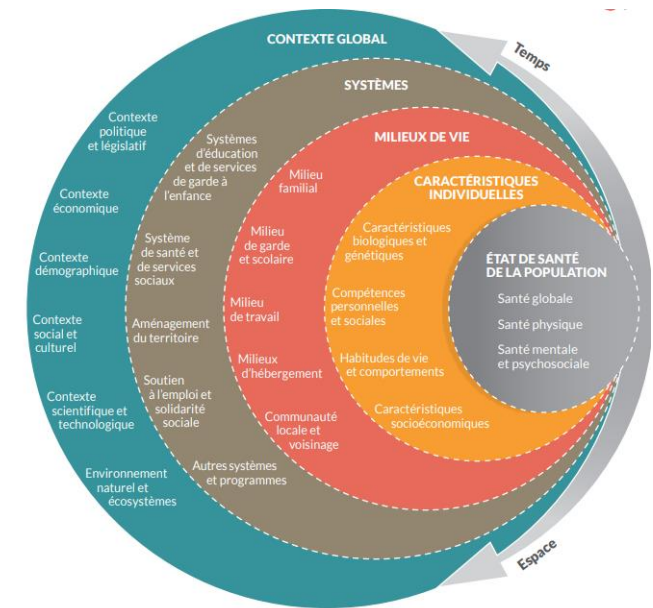 CONTEXTE GLOBAL
Temps
SYSTÈMES
MILIEUX DE VIE
CARACTÉRISTIQUES
INDIVIDUELLES
ÉTAT DE SANTÉ
DE LA POPULATION
Santé globale
Santé physique
Santé mentale
et psychosociale
Contexte
politique
et législatif
Contexte
économique
Contexte
démographique
Contexte
social et
culturel
Contexte
scientifique et
technologique
Environnement
naturel et
écosystèmes
Systèmes
d'éducation
et de services
de garde à
l'enfance
Système
de santé et
de services
sociaux
Aménagement
du territoire
Soutien
à l'emploi et
solidarité
sociale
Autres systèmes
et programmes
Milieu
familial
Milieu
de garde
et scolaire
Milieu
de travail
Milieux
d'hébergement
Communauté
locale et
voisinage
Caractéristiques
biologiques et
génétiques
Compétences
personnelles
et sociales
Habitudes de vie
et comportements
Caractéristiques
socioéconomiques
Espace